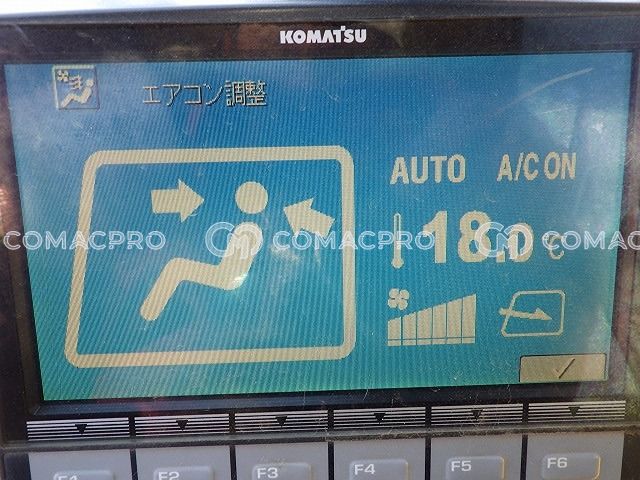 KOMATSU
エアコン調整
AUTO A/C ON
18.0 ℃
COMACPRO COMACPRO COMACPRO
F1 F2 F3 F4 F5 F6